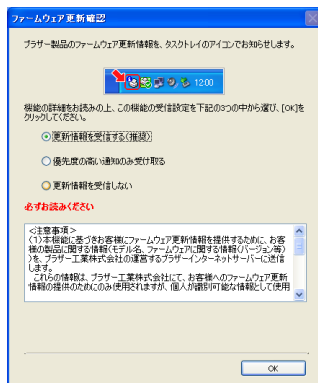 ファームウェア更新確認
ブラザー製品のファームウェア更新情報を、タスクトレイのアイコンでお知らせします。
12:00
機能の詳細をお読みの上、この機能の受信設定を下記の3つの中から選び、[OK]を
クリックしてください。
更新情報を受信する(推奨)
優先度の高い通知のみ受け取る
更新情報を受信しない
必ずお読みください
<注意事項>
(1)本機能に基づきお客様にファームウェア更新情報を提供するために、お客
様の製品に関する情報(モデル名、ファームウェアに関する情報(バージョン等)
)を、ブラザー工業株式会社の運営するブラザーインターネットサーバーに送信
します。
これらの情報は、ブラザー工業株式会社にて、お客様へのファームウェア更新
情報の提供のためにのみ使用されますが、個人が識別可能な情報として使用
OK